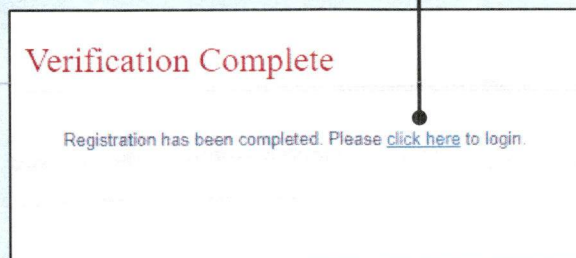 Verification Complete
Registration has been completed. Please click here to login.